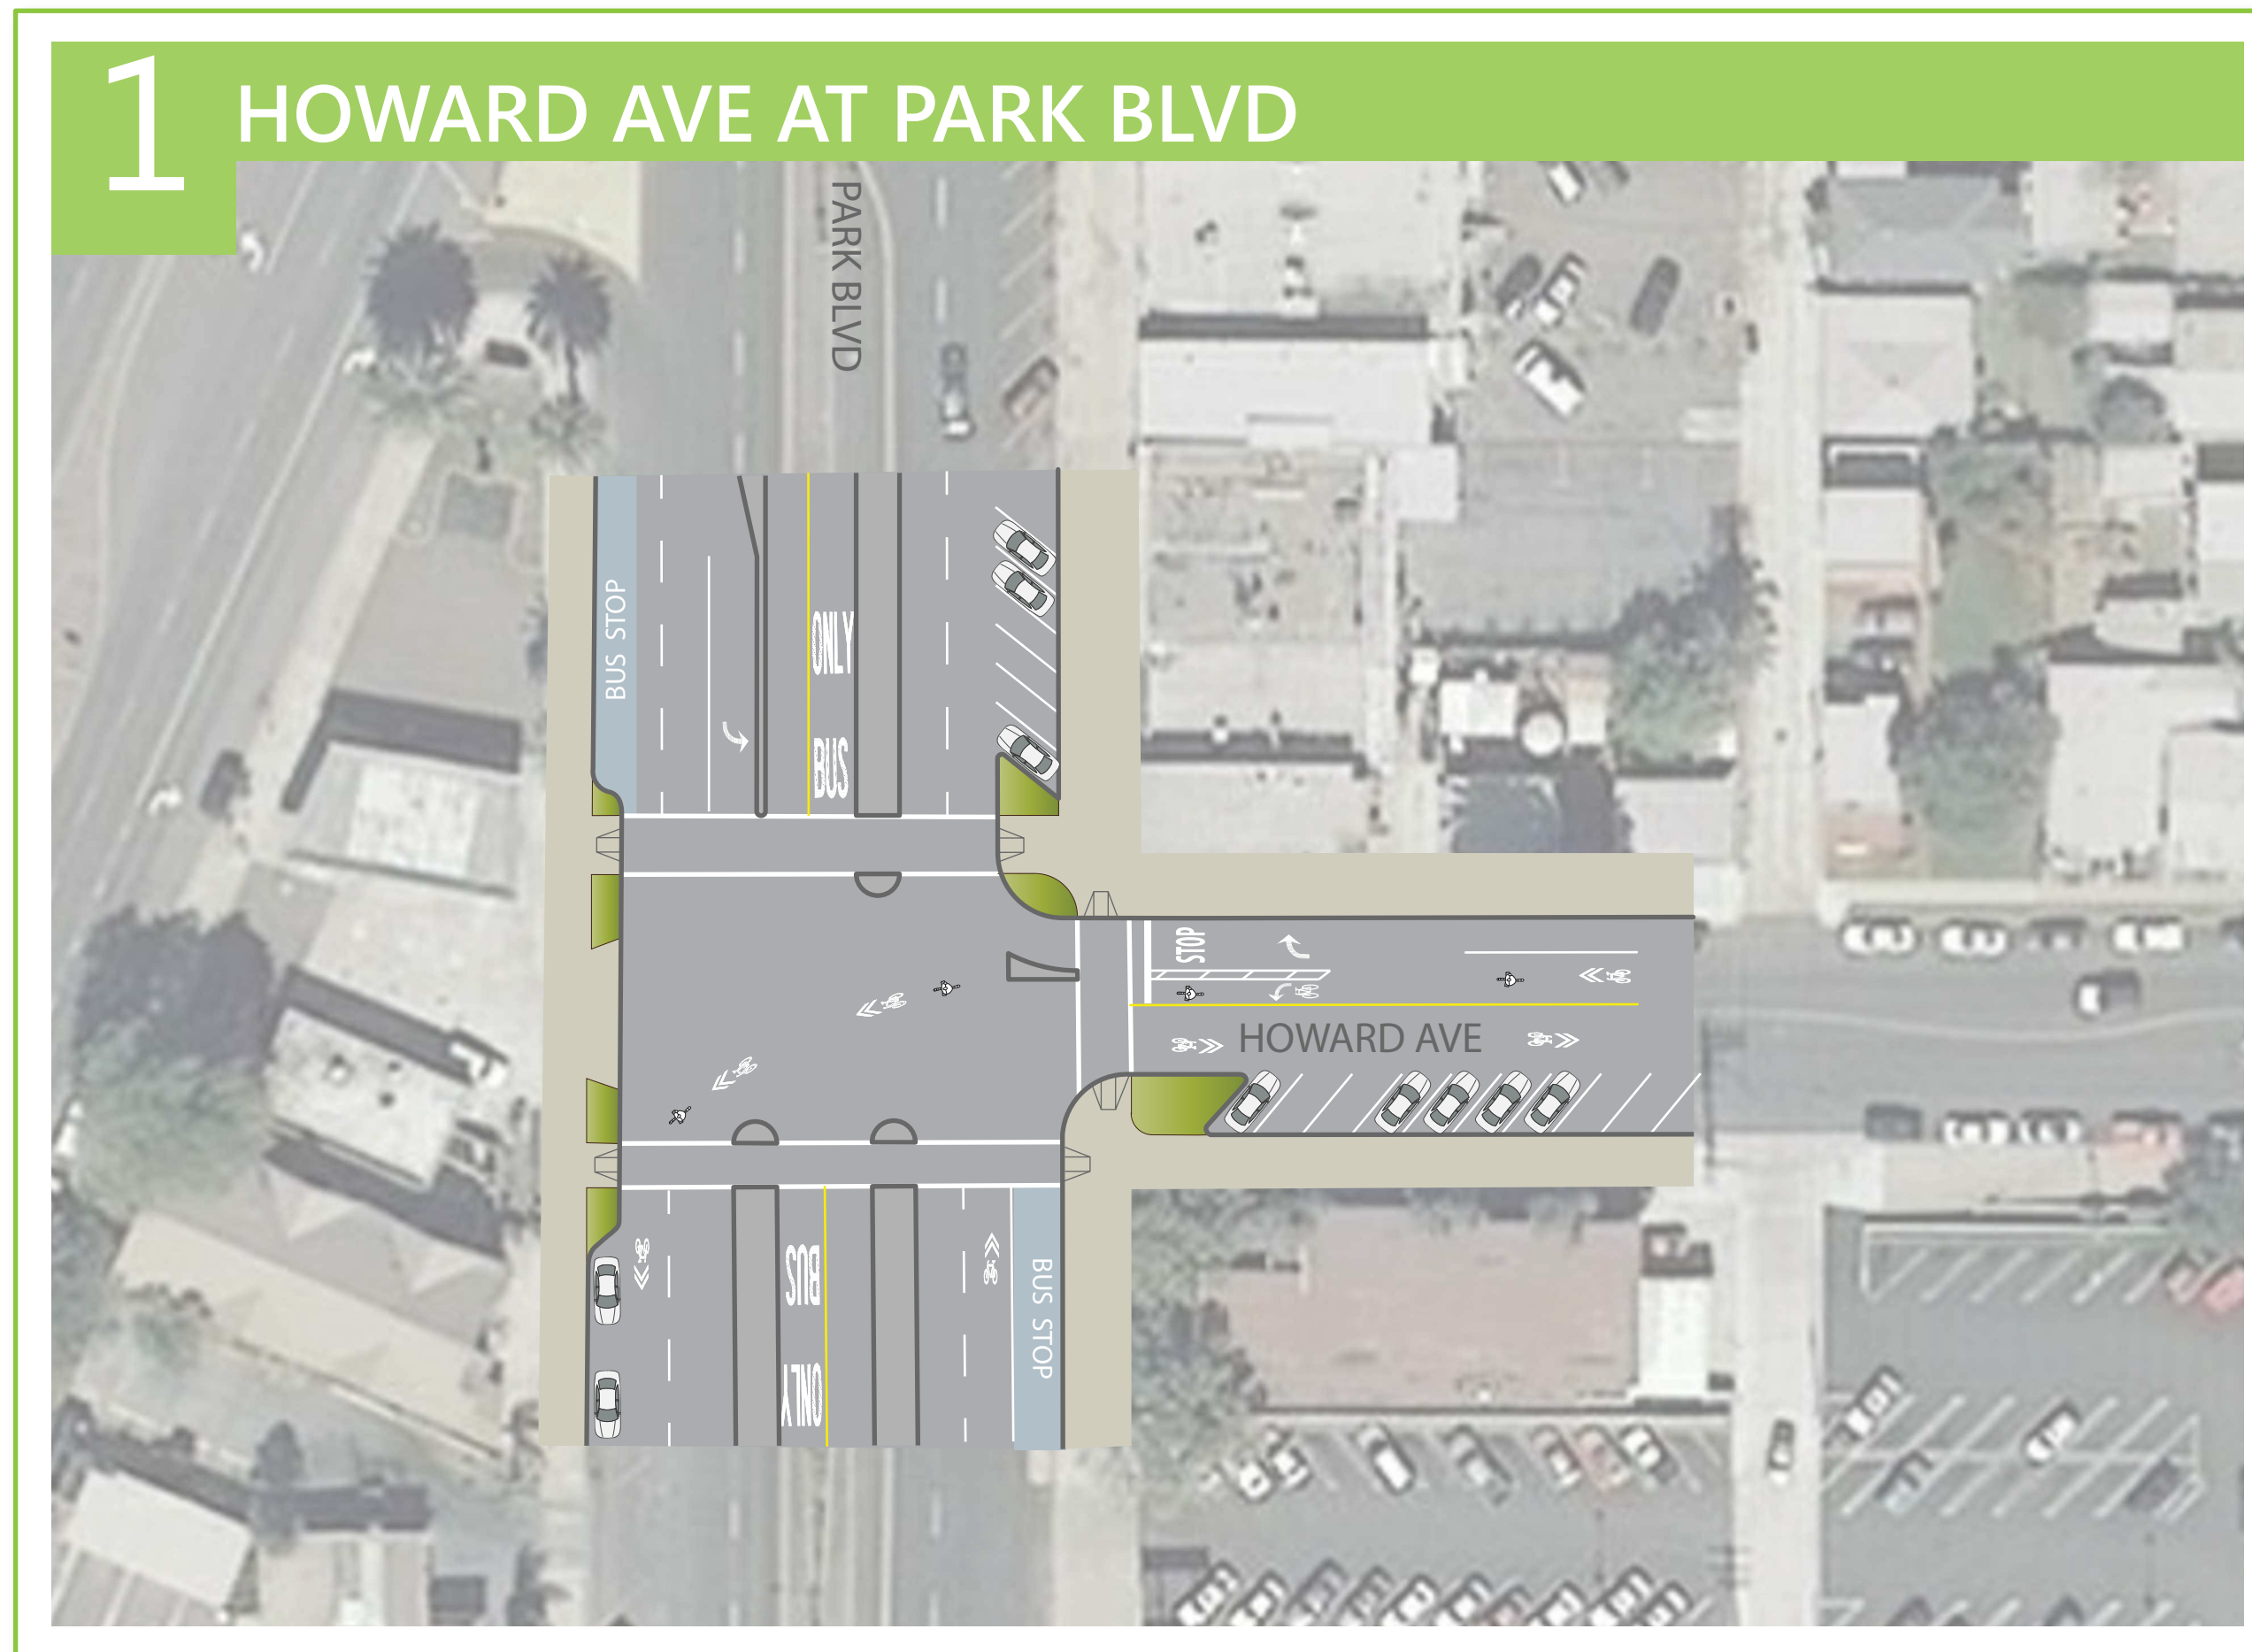 1
HOWARD AVE AT PARK BLVD
PARK BLVD
BUS STOP
ONLY
BUS
STOP
HOWARD AVE
BUS
ONLY
BUS STOP